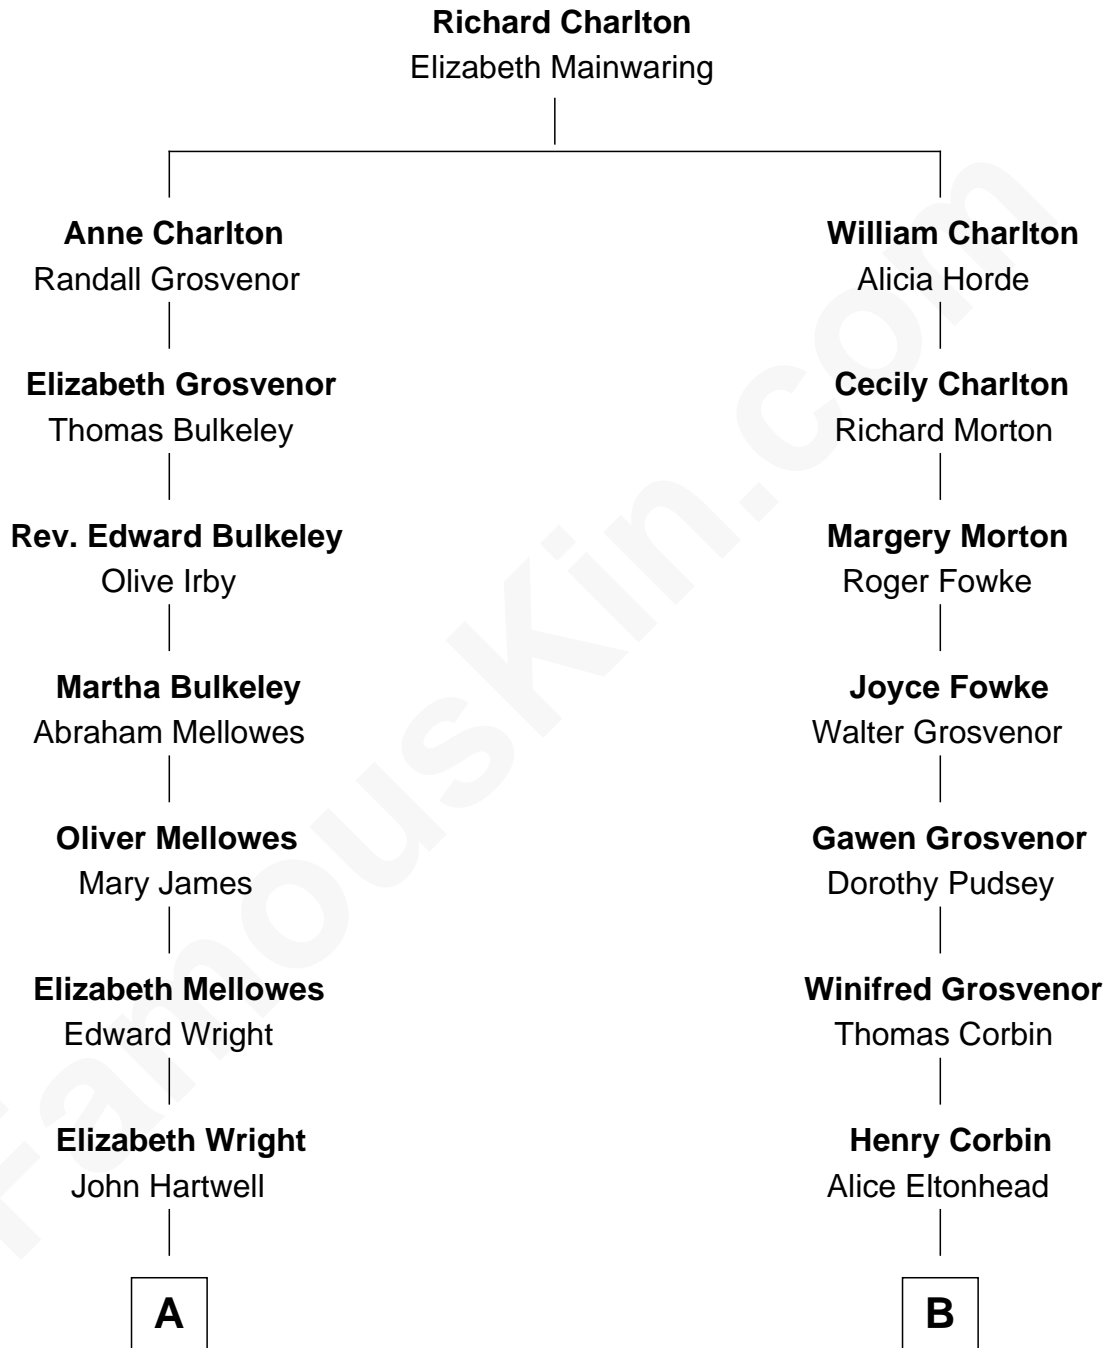 Richard Charlton
Elizabeth Mainwaring
Anne Charlton
Randall Grosvenor
William Charlton
Alicia Horde
Elizabeth Grosvenor
Thomas Bulkeley
Cecily Charlton
Richard Morton
Rev. Edward Bulkeley
Olive Irby
Margery Morton
Roger Fowke
Martha Bulkeley
Abraham Mellowes
Joyce Fowke
Walter Grosvenor
Oliver Mellowes
Mary James
Gawen Grosvenor
Dorothy Pudsey
Elizabeth Mellowes
Edward Wright
Winifred Grosvenor
Thomas Corbin
Elizabeth Wright
John Hartwell
Henry Corbin
Alice Eltonhead
A
B
FamousKin.com